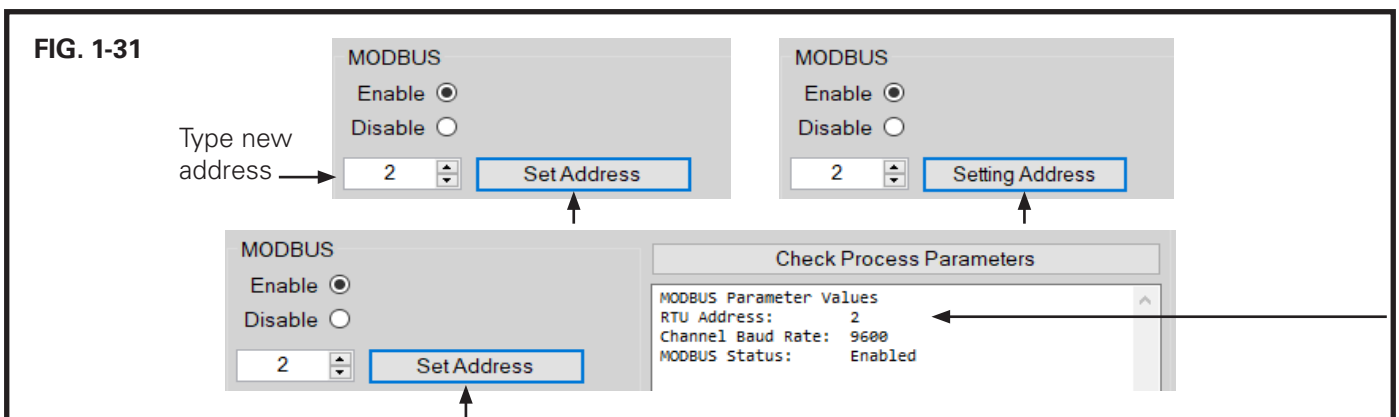 FIG. 1-31
MODBUS
Enable
Disable
Type new
address
2
Set Address
MODBUS
Enable
Disable
2
Setting Address
MODBUS
Enable
Disable
2
Set Address
Check Process Parameters
MODBUS Parameter Values
RTU Address: 2
Channel Baud Rate: 9600
MODBUS Status: Enabled